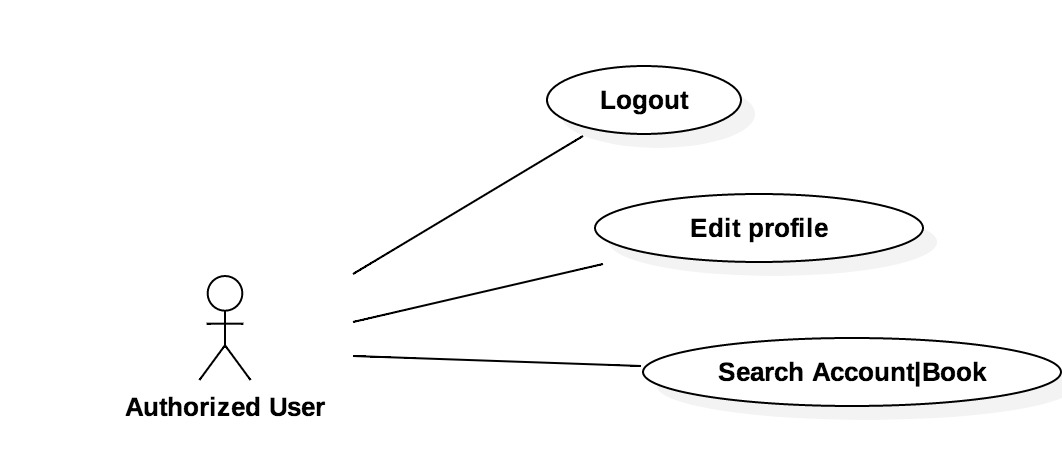 Logout
Edit profile
Search Account|Book
Authorized User